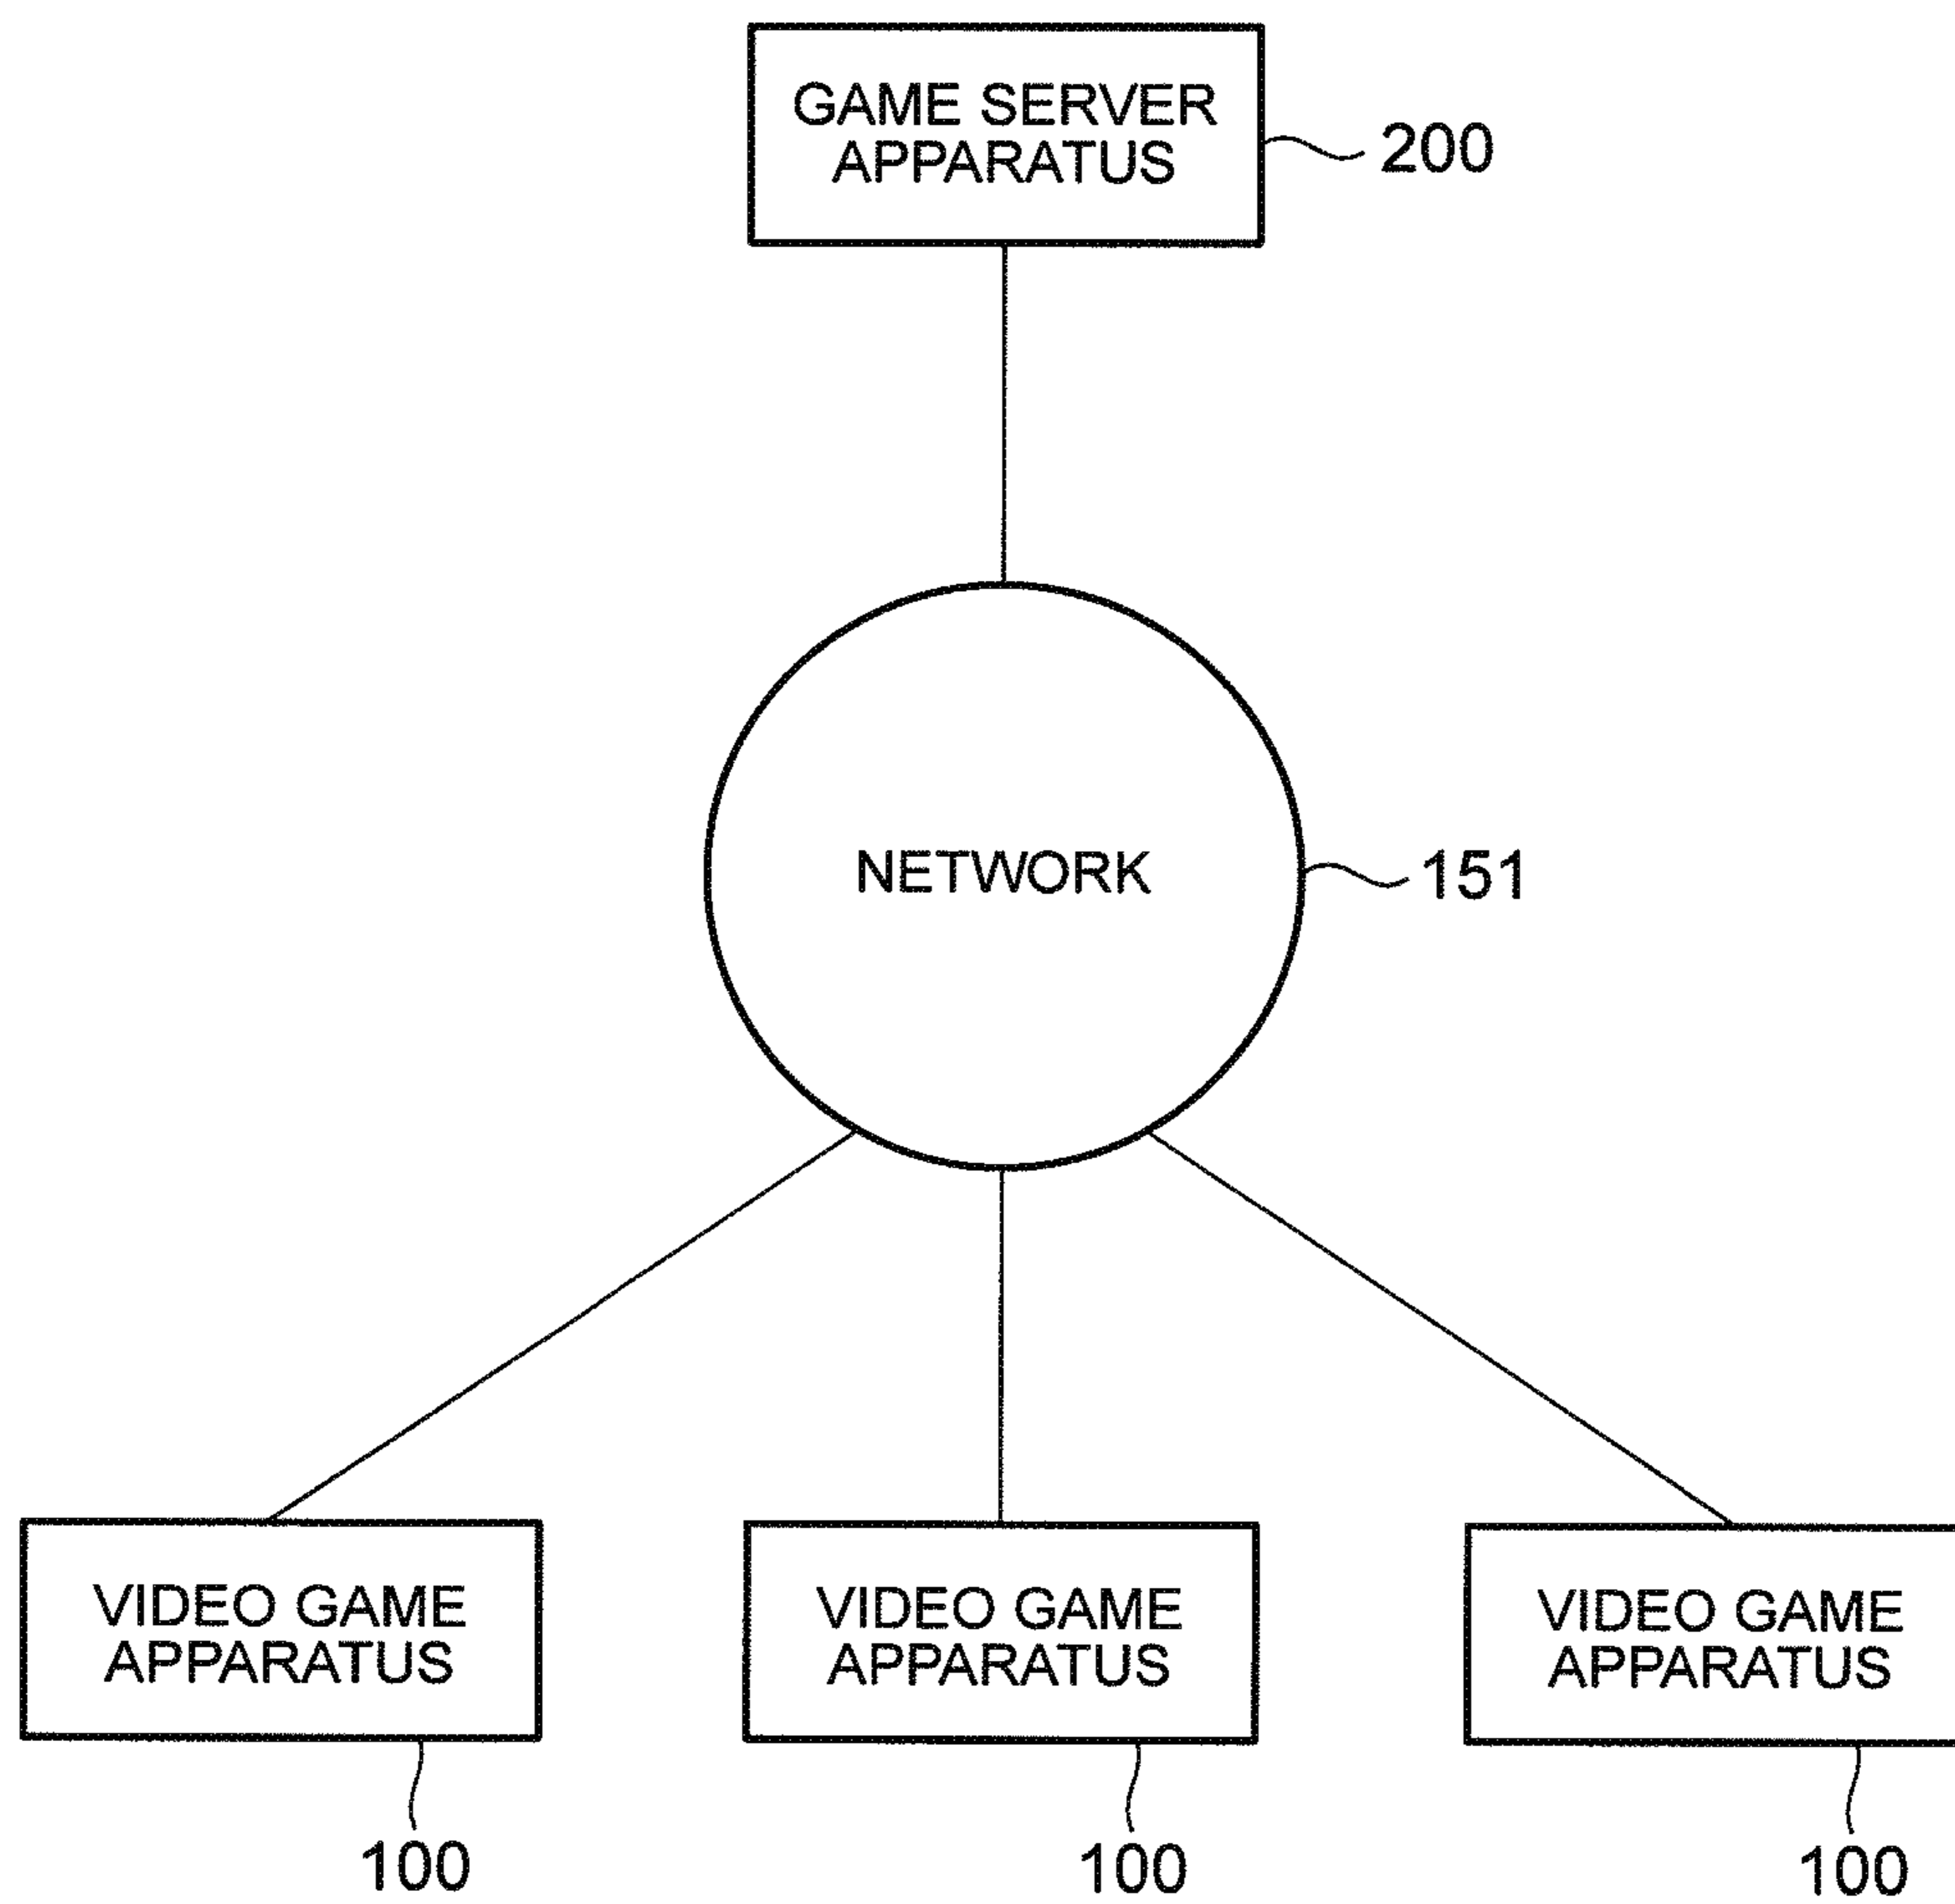 GAME SERVER
APPARATUS
200
NETWORK
151
VIDEO GAME
APPARATUS
VIDEO GAME
APPARATUS
VIDEO GAME
APPARATUS
100
100
100